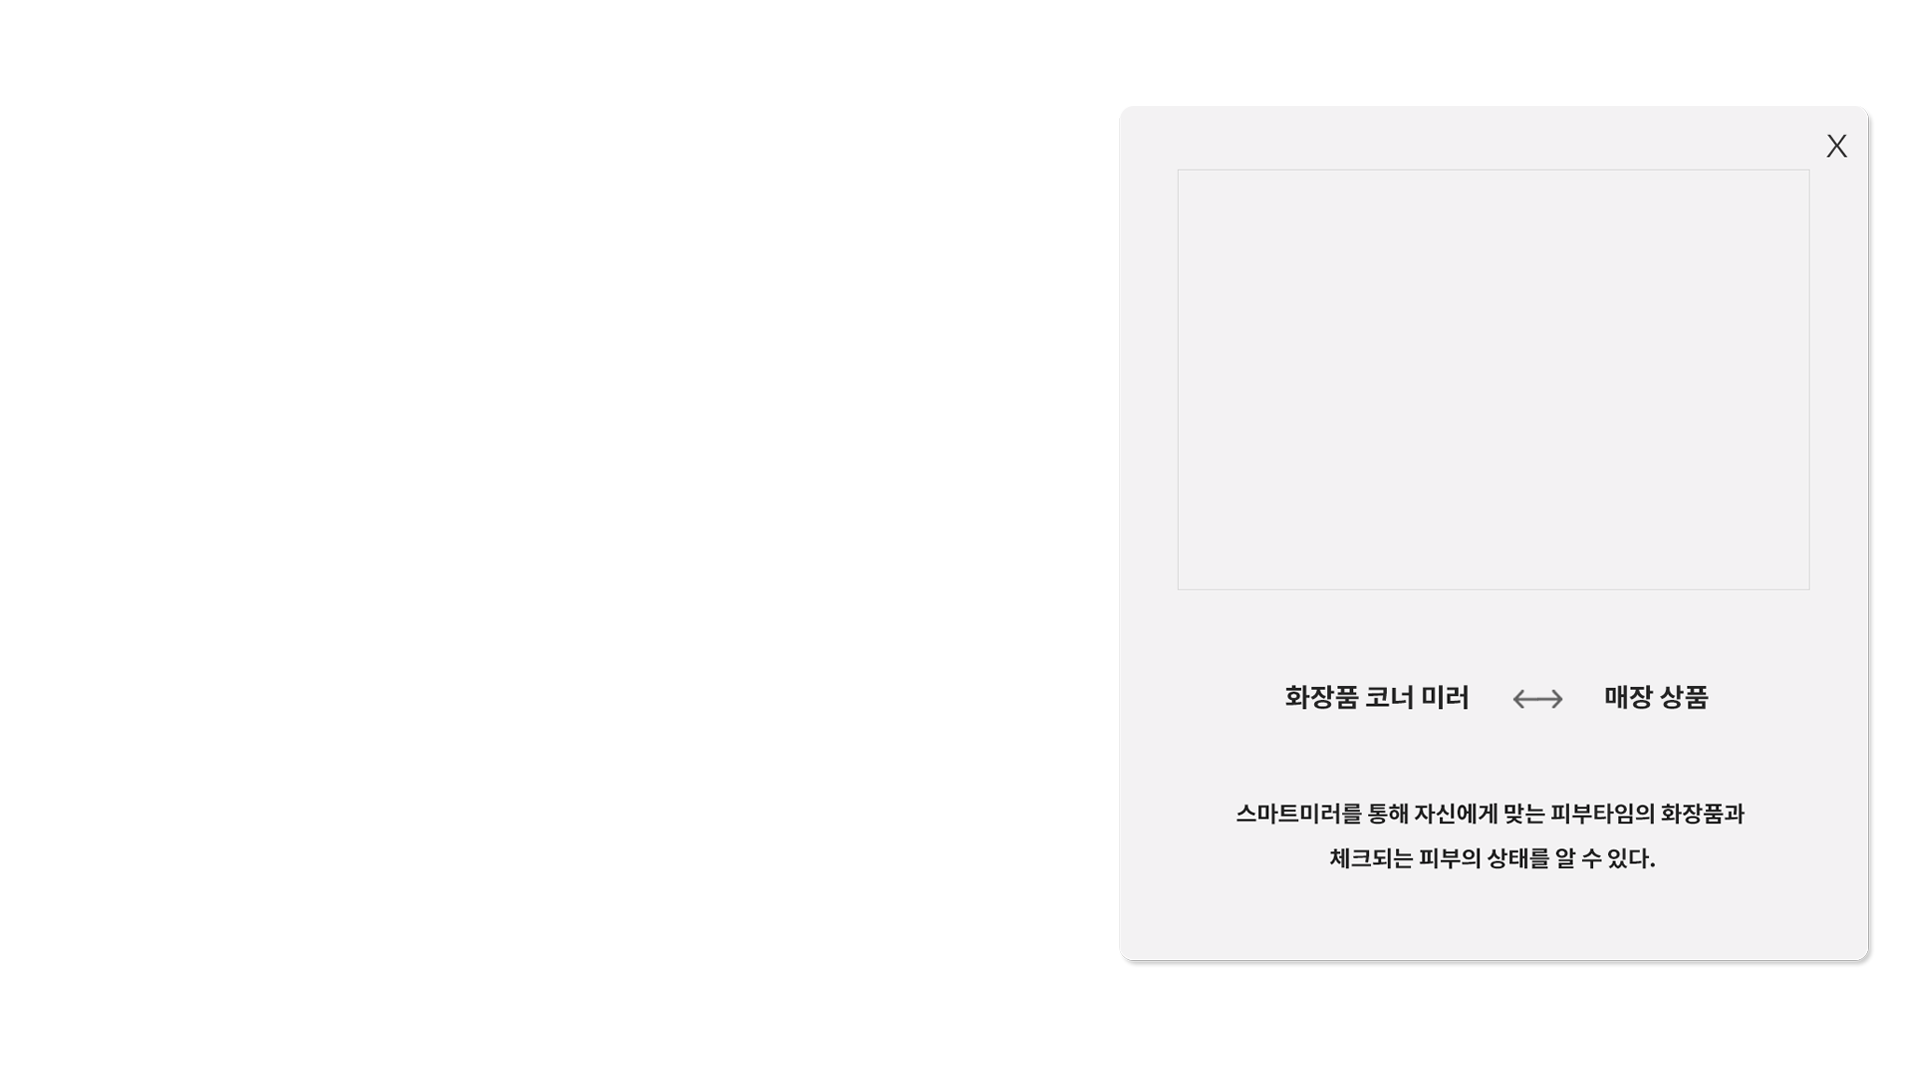 X
화장품 코너 미러 ↔ 매장 상품
스마트미러를 통해 자신에게 맞는 피부타임의 화장품과
체크되는 피부의 상태를 알 수 있다.